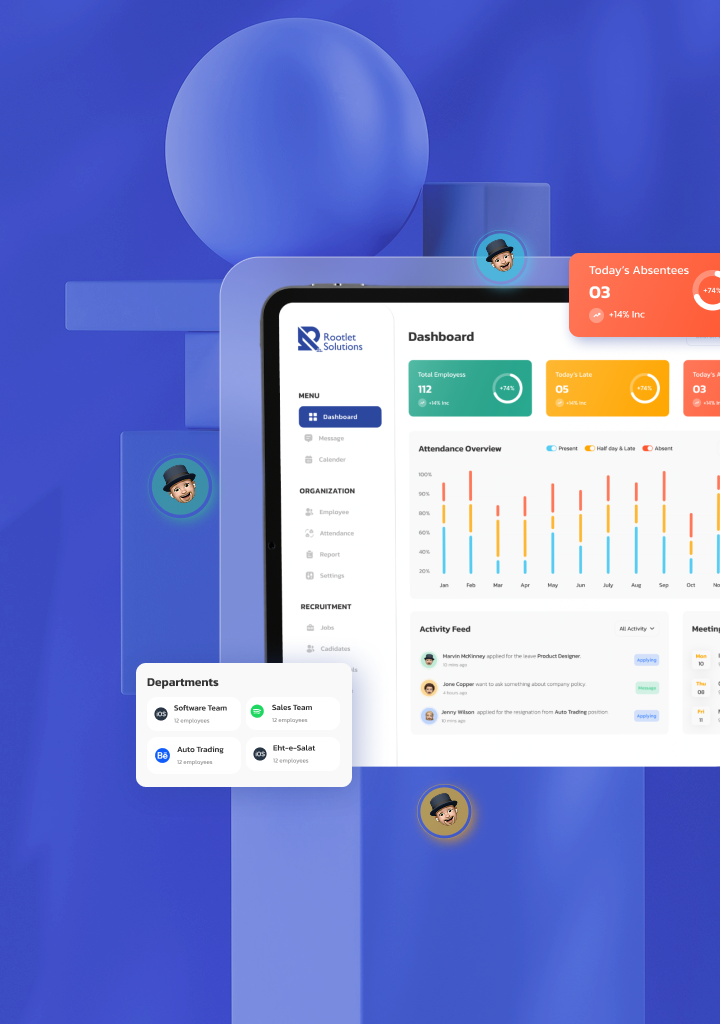 Today's Absentees
03
+74%
+14% Inc
Rootlet
Solutions
Dashboard
Total Employess
112
+14% Inc
+74%
Today's Late
05
+14% Inc
+74%
03
+14% Inc
MENU
Dashboard
Message
Calender
ORGANIZATION
Employee
Attendance
Report
Settings
RECRUITMENT
Jobs
Cadidates
Attendance Overview
Present
Half day & Late
Absent
100%
90%
80%
60%
40%
20%
Jan
Feb
Mar
Apr
May
Jun
July
Aug
Sep
Oct
Activity Feed
All Activity
Marvin McKinney applied for the leave Product Designer.
10 mins ago
Applying
Jane Copper want to ask something about company policy
4 hours ago
Message
Jenny Wilson applied for the resignation from Auto Trading position
10 mins ago
Applying
Mon
10
Thu
08
Fri
11
Departments
iOS
Software Team
12 employees
Sales Team
12 employees
Bē
Auto Trading
12 employees
iOS
Eht-e-Salat
12 employees